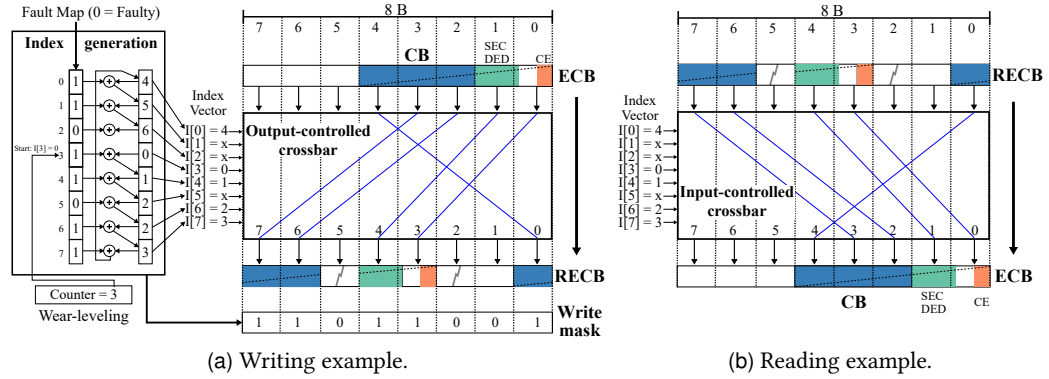 Fault Map (0 = Faulty)
Index generation
0 1 + 4
1 1 + 5
2 0 + 6
Start: I[3] = 0
3 1 + 0
4 1 + 1
5 0 + 2
6 1 + 2
7 1 + 3
Counter = 3
Wear-leveling
8 B
7 6 5 4 3 2 1 0
CB
SEC
DED
CE
ECB
Index
Vector
I[0] = 4
I[1] = x
I[2] = x
I[3] = 0
I[4] = 1
I[5] = x
I[6] = 2
I[7] = 3
Output-controlled
crossbar
7 6 5 4 3 2 1 0
RECB
1 1 0 1 1 0 0 1
Write
mask
(a) Writing example.
8 B
7 6 5 4 3 2 1 0
RECB
Index
Vector
I[0] = 4
I[1] = x
I[2] = x
I[3] = 0
I[4] = 1
I[5] = x
I[6] = 2
I[7] = 3
Input-controlled
crossbar
7 6 5 4 3 2 1 0
ECB
CB
SEC
DED
CE
(b) Reading example.